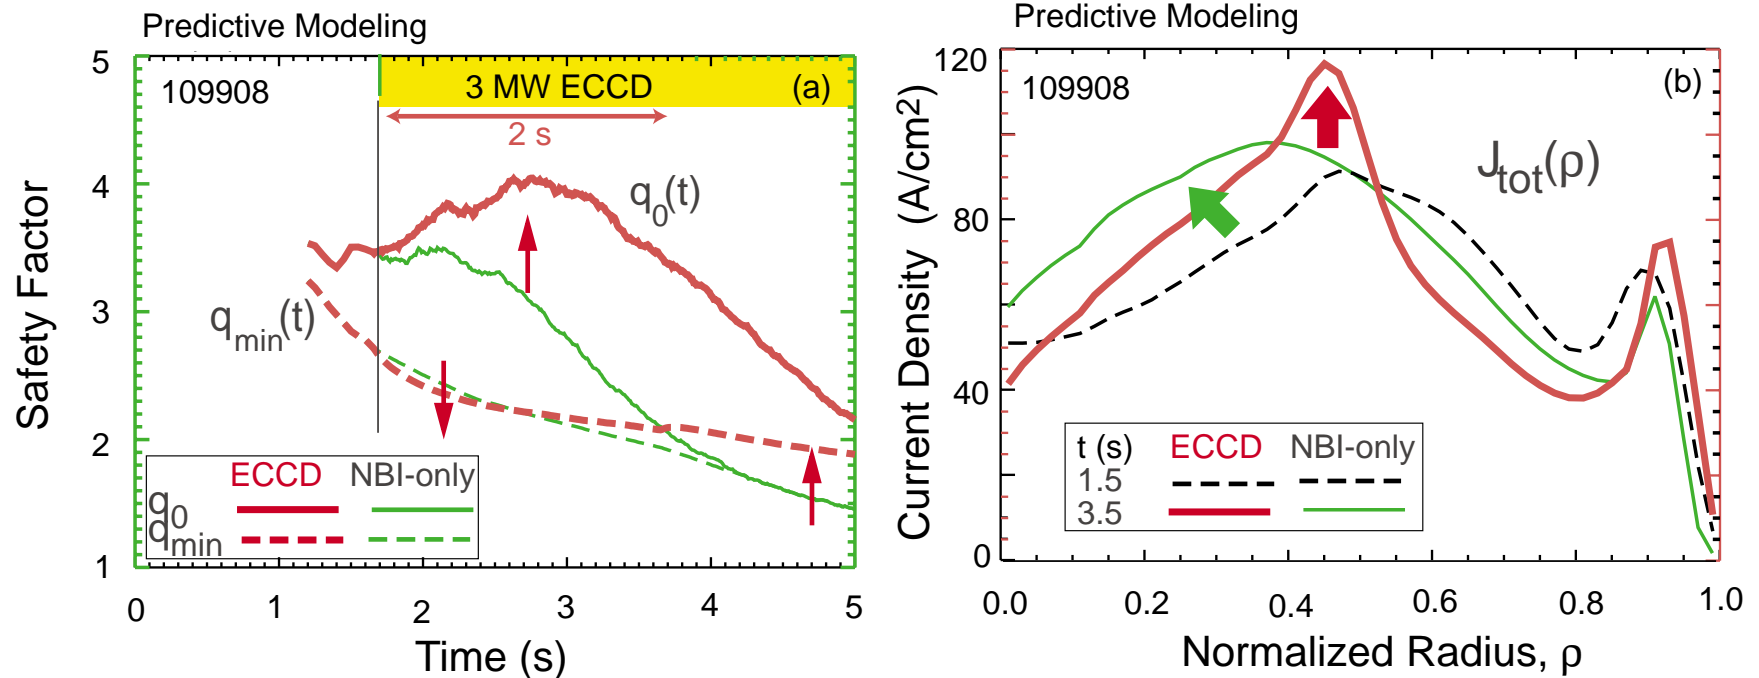 Predictive Modeling
109908
3 MW ECCD
(a)
2 s
q0(t)
qmin(t)
ECCD NBI-only
q0
qmin
5
4
3
2
1
0 1 2 3 4 5
Safety Factor
Time (s)
Predictive Modeling
109908
(b)
Jtot(ρ)
t (s) ECCD NBI-only
1.5
3.5
120
80
40
0
0.0 0.2 0.4 0.6 0.8 1.0
Current Density (A/cm2)
Normalized Radius, ρ